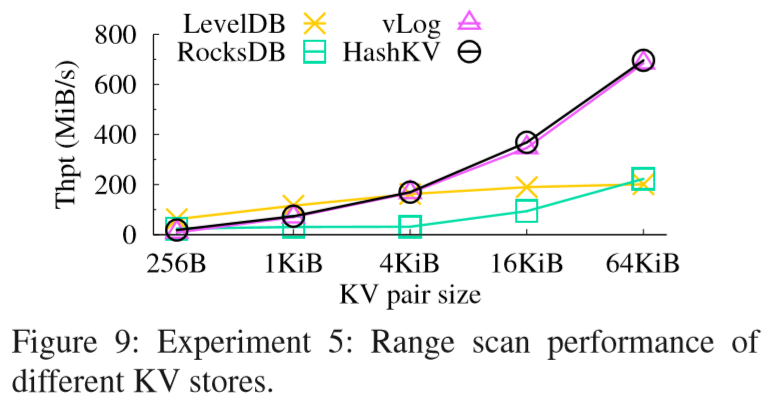 LevelDB vLog
RocksDB HashKV
800
600
400
200
0
Thpt (MiB/s)
256B 1KiB 4KiB 16KiB 64KiB
KV pair size
Figure 9: Experiment 5: Range scan performance of
different KV stores.